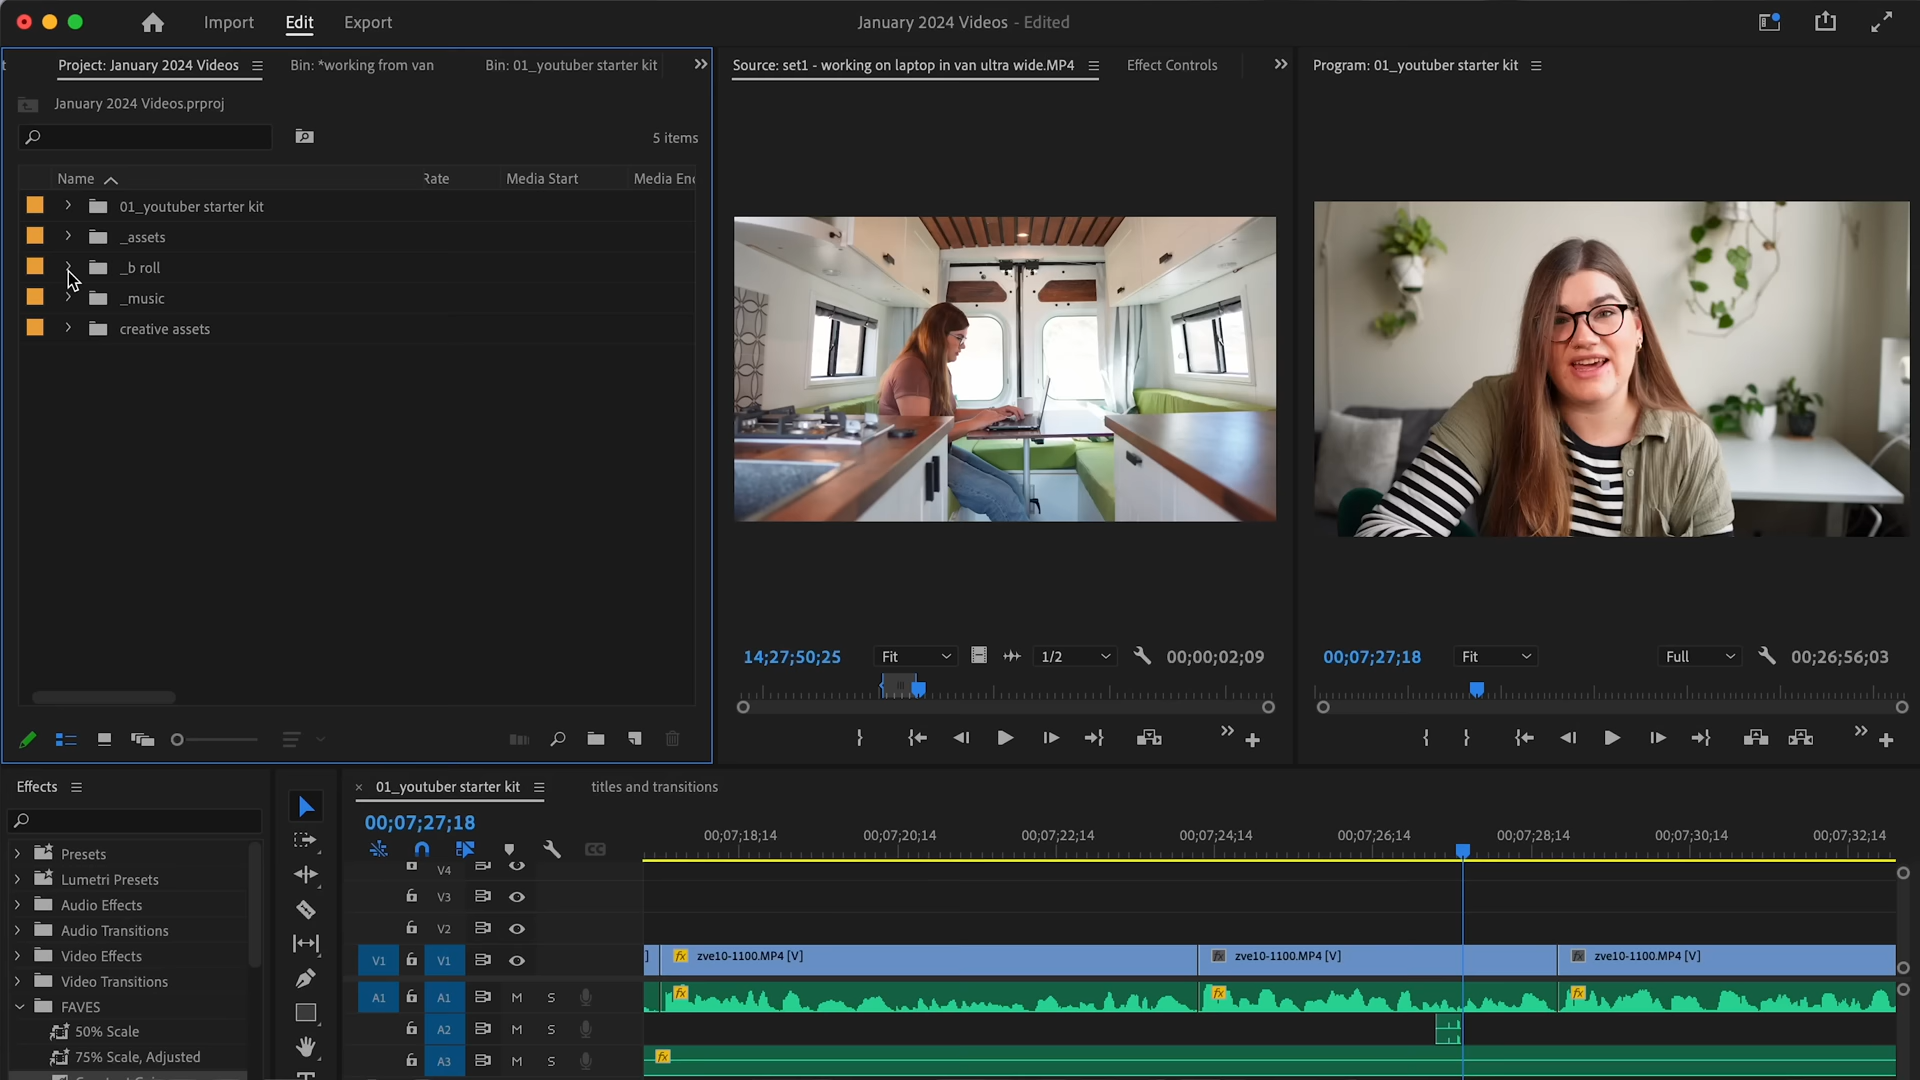 Import
Edit
Export
January 2024 Videos - Edited
Project: January 2024 Videos
Bin: *working from van
Bin: 01_youtuber starter kit
Source: set1 - working on laptop in van ultra wide.MP4
Effect Controls
Program: 01_youtuber starter kit
January 2024 Videos.prproj
5 items
Name
Rate
Media Start
Media En
01_youtuber starter kit
_assets
_b roll
_music
creative assets
14;27;50;25
Fit
1/2
00;00;02;09
00;07;27;18
Fit
Full
00;26;56;03
Effects
Presets
Lumetri Presets
Audio Effects
Audio Transitions
Video Effects
Video Transitions
FAVES
50% Scale
75% Scale, Adjusted
× 01_youtuber starter kit
titles and transitions
00;07;27;18
00;07;18;14
00;07;20;14
00;07;22;14
00;07;24;14
00;07;26;14
00;07;28;14
00;07;30;14
00;07;32;14
V4
V3
V2
V1 V1
fx zve10-1100.MP4 [V]
fx zve10-1100.MP4 [V]
fx zve10-1100.MP4 [V]
A1 A1 M S
fx fx fx
A2 M S
A3 M S
fx